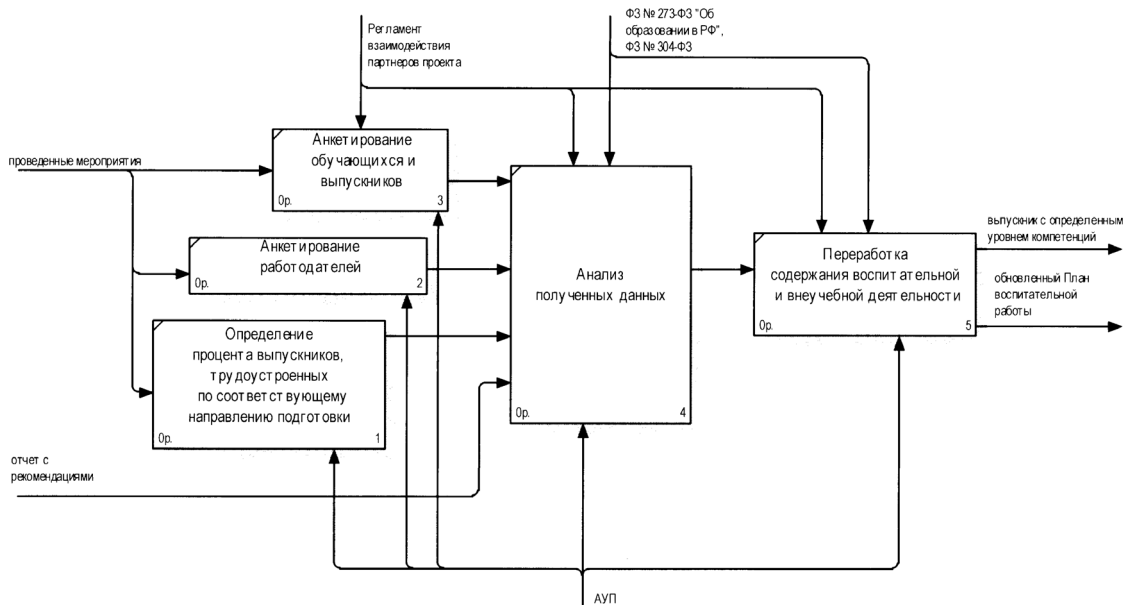 Регламент
взаимодействия
партнеров проекта
ФЗ № 273-ФЗ "Об
образовании в РФ",
ФЗ № 304-ФЗ
проведенные мероприятия
Анкетирование
обучающихся и
выпускников
0р.
3
Анкетирование
работодателей
0р.
2
Определение
процента выпускников,
трудоустроенных
по соответствующему
направлению подготовки
0р.
1
Анализ
полученных данных
0р.
4
Переработка
содержания воспитательной
и внеучебной деятельности
0р.
5
выпускник с определенным
уровнем компетенций
обновленный План
воспитательной
работы
отчет с
рекомендациями
АУП